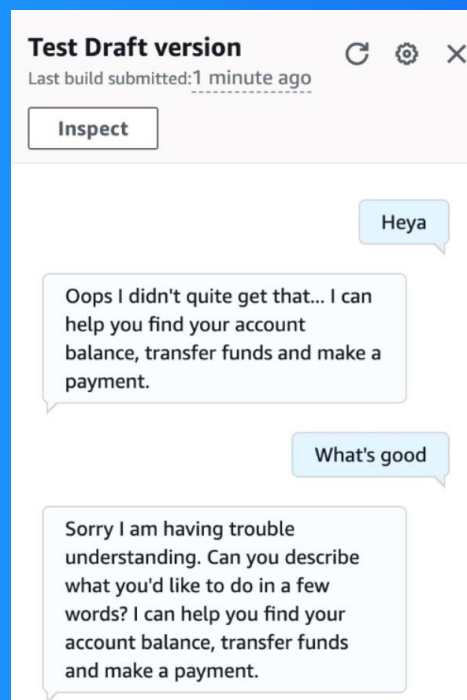 Test Draft version
Last build submitted:1 minute ago
Inspect
Heya
Oops I didn't quite get that... I can
help you find your account
balance, transfer funds and make a
payment.
What's good
Sorry I am having trouble
understanding. Can you describe
what you'd like to do in a few
words? I can help you find your
account balance, transfer funds
and make a payment.